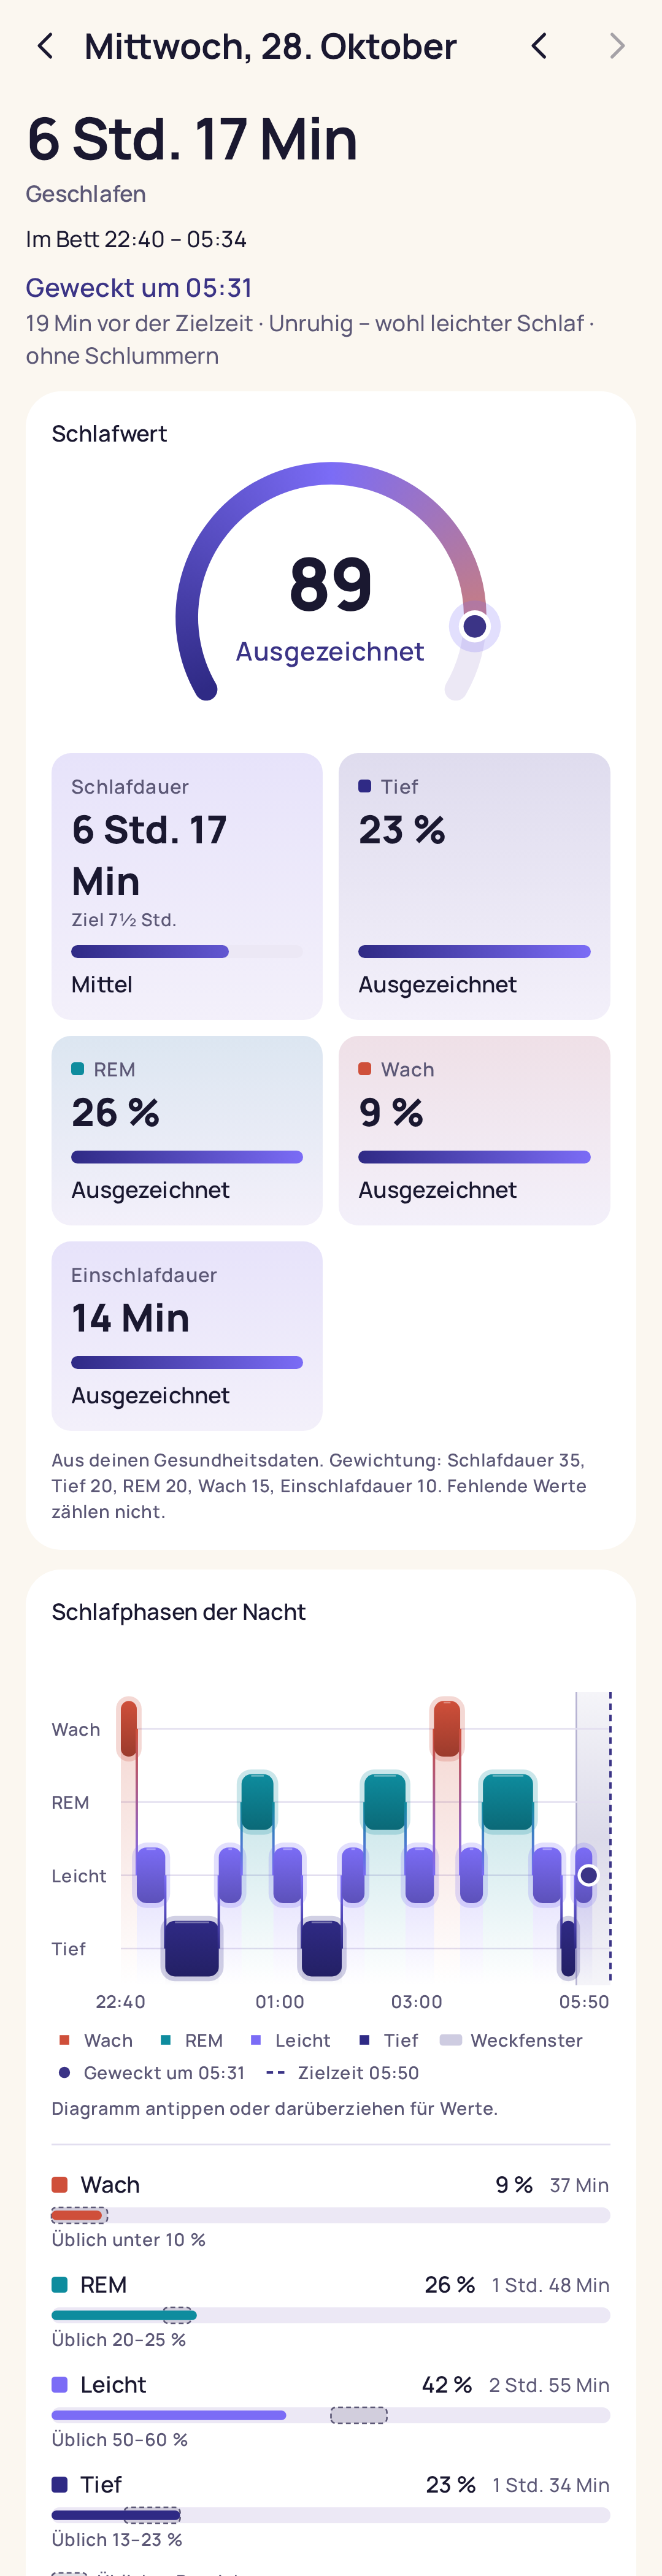 Mittwoch, 28. Oktober
6 Std. 17 Min
Geschlafen
Im Bett 22:40 – 05:34
Geweckt um 05:31
19 Min vor der Zielzeit · Unruhig – wohl leichter Schlaf ·
ohne Schlummern
Schlafwert
89
Ausgezeichnet
Schlafdauer
6 Std. 17
Min
Ziel 7½ Std.
Mittel
Tief
23 %
Ausgezeichnet
REM
26 %
Ausgezeichnet
Wach
9 %
Ausgezeichnet
Einschlafdauer
14 Min
Ausgezeichnet
Aus deinen Gesundheitsdaten. Gewichtung: Schlafdauer 35,
Tief 20, REM 20, Wach 15, Einschlafdauer 10. Fehlende Werte
zählen nicht.
Schlafphasen der Nacht
Wach
REM
Leicht
Tief
22:40 01:00 03:00 05:50
Wach REM Leicht Tief Weckfenster
Geweckt um 05:31 Zielzeit 05:50
Diagramm antippen oder darüberziehen für Werte.
Wach 9 % 37 Min
Üblich unter 10 %
REM 26 % 1 Std. 48 Min
Üblich 20–25 %
Leicht 42 % 2 Std. 55 Min
Üblich 50–60 %
Tief 23 % 1 Std. 34 Min
Üblich 13–23 %